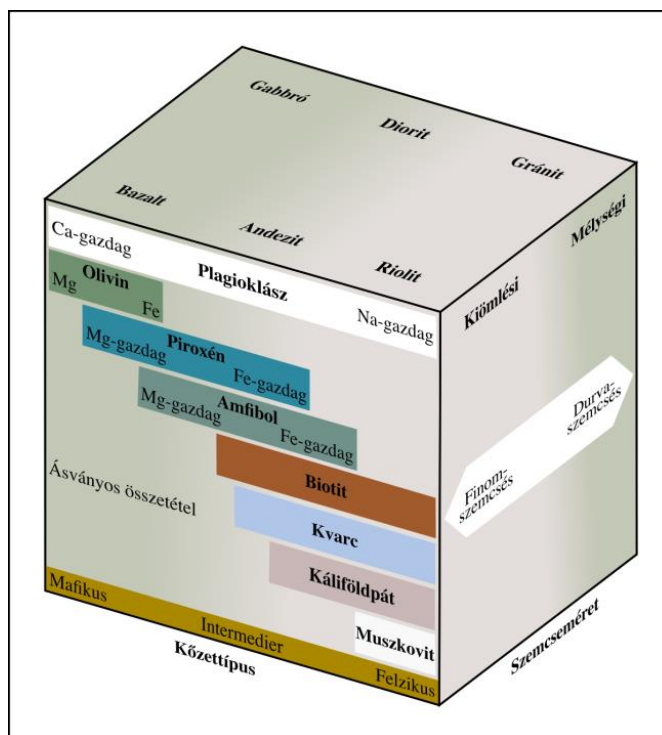 Gabbró
Diorit
Gránit
Bazalt
Andezit
Riolit
Mélységi
Kiömlési
Ca-gazdag
Plagioklász
Na-gazdag
Olivin
Mg
Fe
Piroxén
Mg-gazdag
Fe-gazdag
Amfibol
Mg-gazdag
Fe-gazdag
Biotit
Ásványos összetétel
Kvarc
Káliföldpát
Muszkovit
Durva-
szemcsés
Finom-
szemcsés
Mafikus
Intermedier
Felzikus
Kőzettípus
Szemcseméret